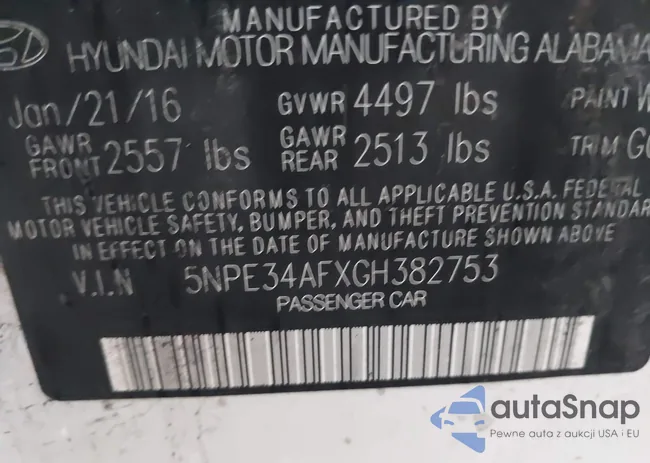 MANUFACTURED BY
HYUNDAI MOTOR MANUFACTURING ALABAMA
Jan/21/16 GVWR 4497 lbs PAINT W
GAWR FRONT 2557 lbs GAWR REAR 2513 lbs TRIM
THIS VEHICLE CONFORMS TO ALL APPLICABLE U.S.A. FEDERAL
MOTOR VEHICLE SAFETY, BUMPER, AND THEFT PREVENTION STANDAR
IN EFFECT ON THE DATE OF MANUFACTURE SHOWN ABOVE
V.I.N 5NPE34AFXGH382753
PASSENGER CAR
autaSnap
Pewne auta z aukcji USA i EU